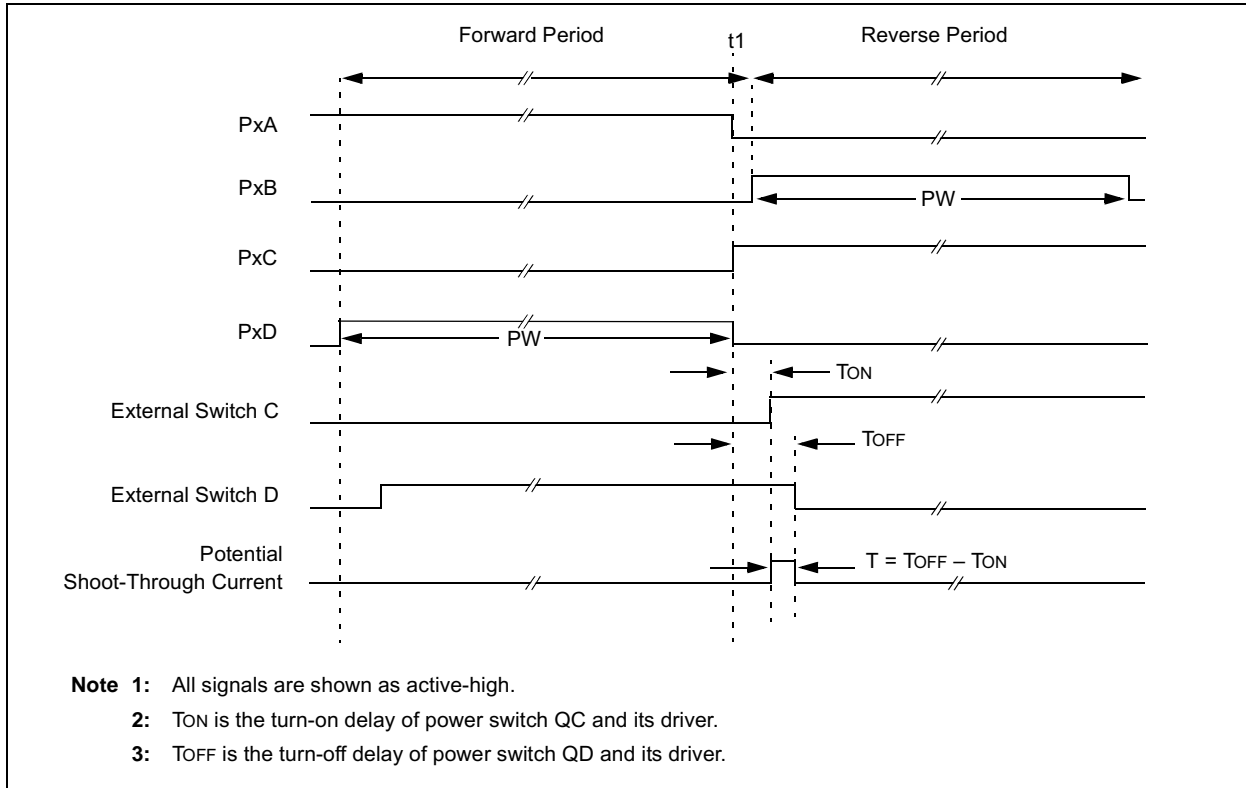 Forward Period
t1
Reverse Period
PxA
PxB
PW
PxC
PxD
PW
TON
External Switch C
TOFF
External Switch D
Potential
Shoot-Through Current
T = TOFF – TON
Note 1: All signals are shown as active-high.
2: TON is the turn-on delay of power switch QC and its driver.
3: TOFF is the turn-off delay of power switch QD and its driver.